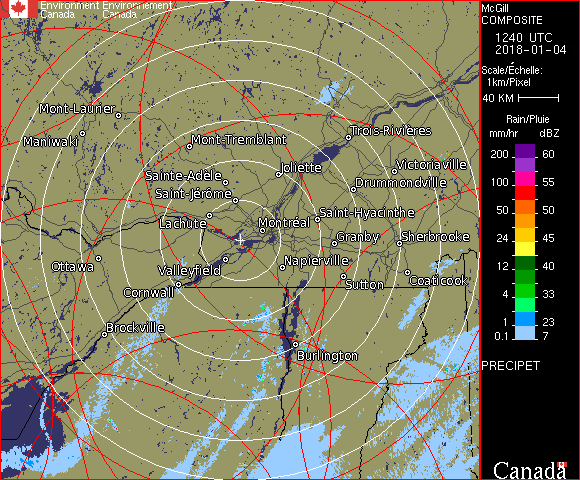 Environment Environnement
Canada Canada
McGill
COMPOSITE
1240 UTC
2018-01-04
Scale/Échelle:
1km/Pixel
40 KM
Rain/Pluie
mm/hr dBZ
200 60
100 55
50 50
24 45
12 40
4 33
2 23
0.1 7
PRECIPET
Canada
Mont-Laurier
Maniwaki
Mont-Tremblant
Trois-Rivières
Joliette
Victoriaville
Sainte-Adèle
Drummondville
Saint-Jérôme
Saint-Hyacinthe
Lachute
Montréal
Granby
Sherbrooke
Ottawa
Valleyfield
Napierville
Sutton
Coaticook
Cornwall
Brockville
Burlington